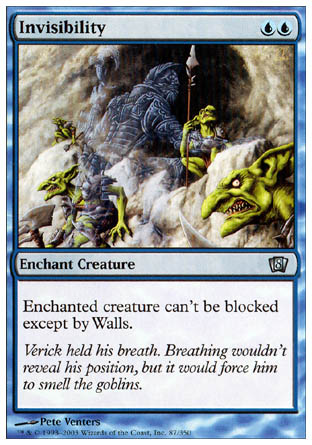 Invisibility
Enchant Creature
8
Enchanted creature can't be blocked
except by Walls.
Verick held his breath. Breathing wouldn't
reveal his position, but it would force him
to smell the goblins.
Pete Venters
™ & © 1993–2003 Wizards of the Coast, Inc. 87/350